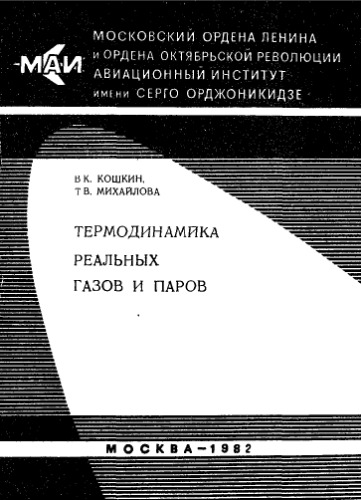 МАИ
МОСКОВСКИЙ ОРДЕНА ЛЕНИНА
И ОРДЕНА ОКТЯБРЬСКОЙ РЕВОЛЮЦИИ
АВИАЦИОННЫЙ ИНСТИТУТ
ИМЕНИ СЕРГО ОРДЖОНИКИДЗЕ
В К. КОШКИН,
Т В. МИХАЙЛОВА
ТЕРМОДИНАМИКА
РЕАЛЬНЫХ
ГАЗОВ И ПАРОВ
МОСКВА—1982